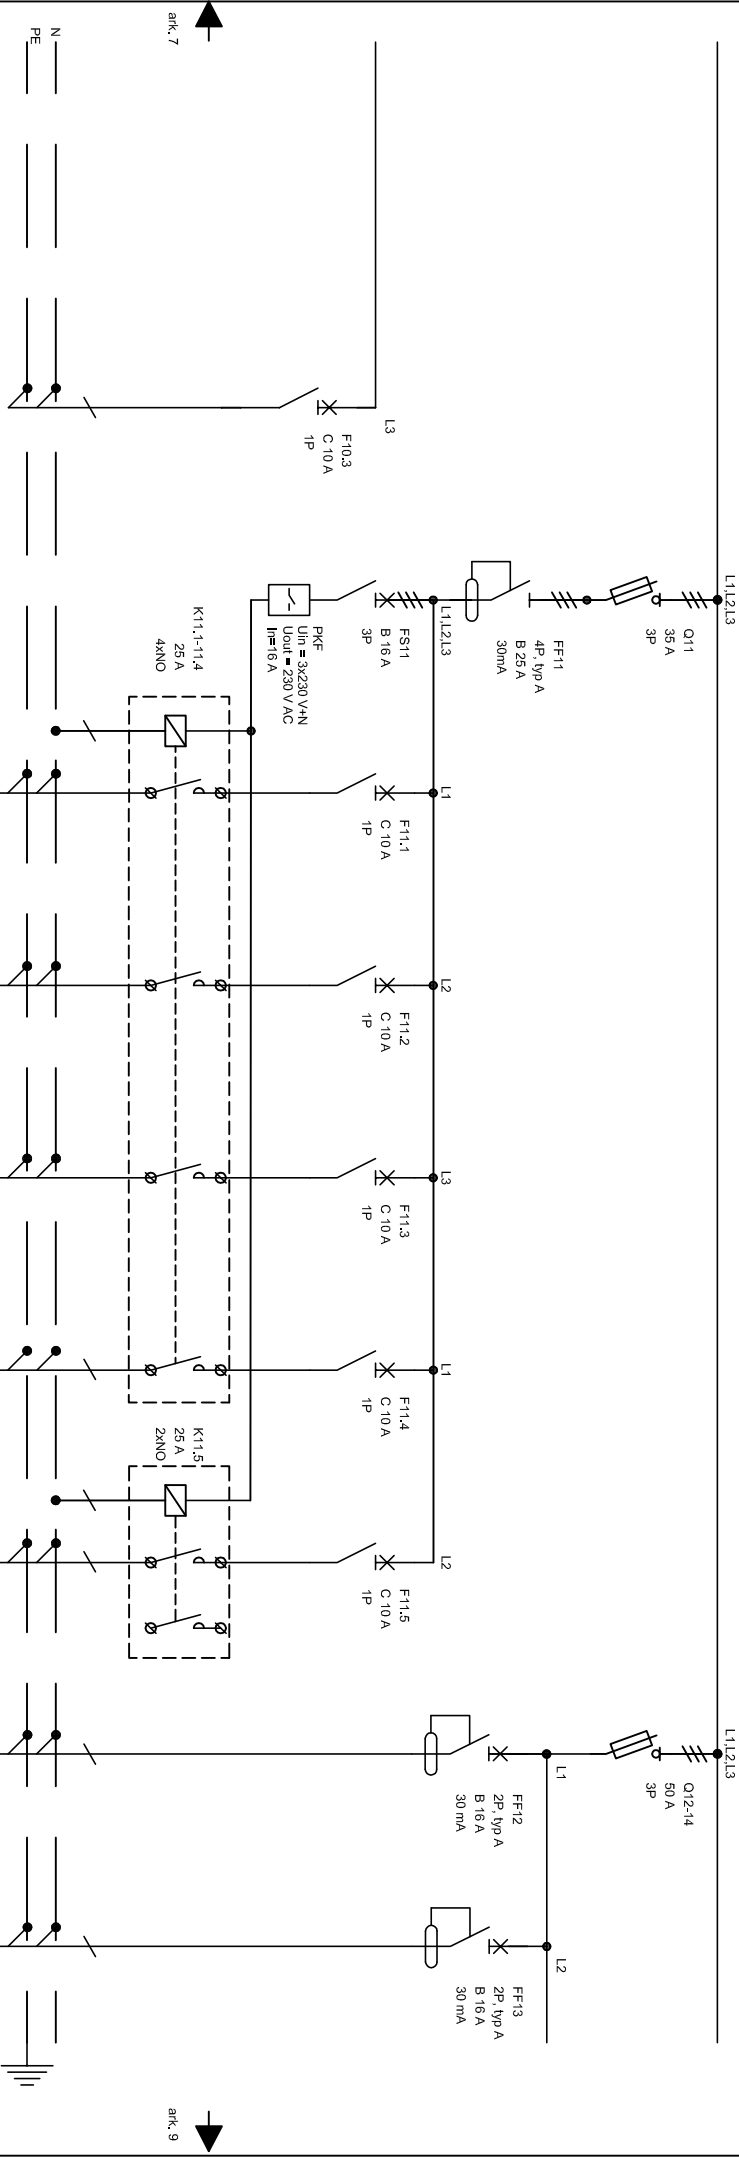 L1,L2,L3
Q11
35 A
3P
FF11
4P, typ A
B 25 A
30mA
L1,L2,L3
FS11
B 16 A
3P
PKF
Uin = 3x230 V+N
Uout = 230 V AC
In=16 A
L3
F10.3
C 10 A
1P
ark. 7
N
PE
K11.1-11.4
25 A
4xNO
L1
F11.1
C 10 A
1P
L2
F11.2
C 10 A
1P
L3
F11.3
C 10 A
1P
L1
F11.4
C 10 A
1P
K11.5
25 A
2xNO
L2
F11.5
C 10 A
1P
L1,L2,L3
Q12-14
50 A
3P
L1
FF12
2P, typ A
B 16 A
30 mA
L2
FF13
2P, typ A
B 16 A
30 mA
ark. 9